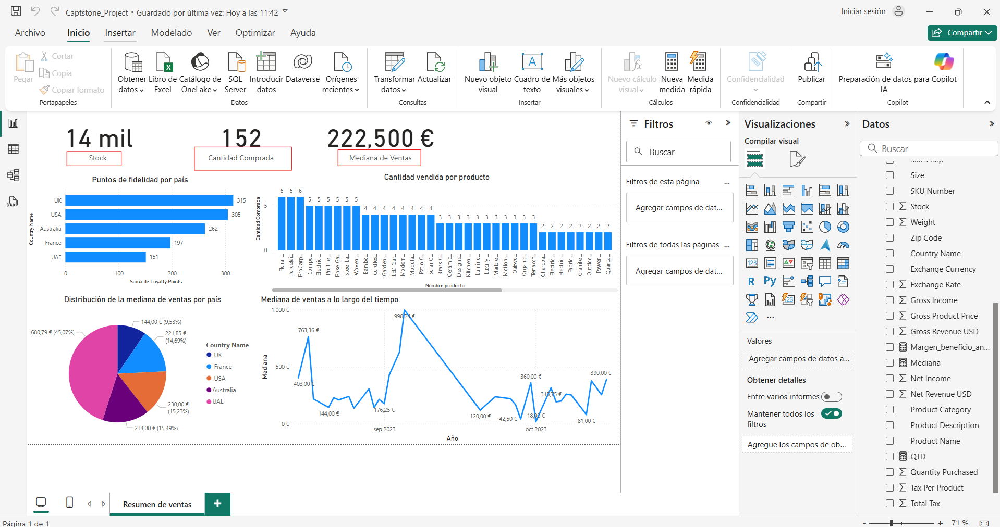 Captstone_Project • Guardado por última vez: Hoy a las 11:42
Iniciar sesión
Archivo
Inicio
Insertar
Modelado
Ver
Optimizar
Ayuda
Compartir
Pegar
Cortar
Copia
Copiar formato
Portapapeles
Obtener datos
Libro de Excel
Catálogo de OneLake
SQL Server
Introducir datos
Dataverse
Orígenes recientes
Datos
Transformar datos
Actualizar
Consultas
Nuevo objeto visual
Cuadro de texto
Más objetos visuales
Insertar
Nuevo cálculo visual
Nueva medida
Medida rápida
Cálculos
Confidencialidad
Confidencialidad
Publicar
Compartir
Preparación de datos para IA
Copilot
Copilot
DAX
14 mil
Stock
152
Cantidad Comprada
222,500 €
Mediana de Ventas
Puntos de fidelidad por país
Country Name
UK
315
USA
305
Australia
262
France
197
UAE
151
0
100
200
300
Suma de Loyalty Points
Cantidad vendida por producto
Cantidad Comprada
5
0
6 6 6 5 5 5 5 5 5 4 4 4 4 4 4 4 4 3 3 3 3 3 3 3 3 3 3 3 2 2 2 2 2 2 2 2
Floral ...
Porcelai...
ProCarp...
Compo...
Electric ...
ProTile ...
Rose Ga...
Steel La...
Woven ...
Bambo...
Cordles...
Garden ...
LED Gar...
Modern...
Modula...
Patio C...
Solar O...
Brass C...
Ceramic...
Designe...
Kitchen ...
Lumino...
Luxury ...
Marble ...
Motion ...
Oakwo...
Organic...
Terracot...
Charcoa...
Electric ...
Electric ...
Fabric ...
Granite...
Outdoo...
Power ...
Quartz ...
Nombre producto
Distribución de la mediana de ventas por país
144,00 € (9,53%)
221,85 €
(14,69%)
230,00 €
(15,23%)
234,00 € (15,49%)
680,79 € (45,07%)
Country Name
UK
France
USA
Australia
UAE
Mediana de ventas a lo largo del tiempo
Mediana
1.000 €
500 €
0 €
403,00 €
763,36 €
144,00 €
176,25 €
998,24 €
120,00 €
42,50 €
360,00 €
18,00 €
315,75 €
81,00 €
390,00 €
sep 2023
oct 2023
Año
Filtros
Buscar
Filtros de esta página
...
Agregar campos de dat...
Filtros de todas las páginas
...
Agregar campos de dat...
Visualizaciones
Compilar visual
123
R
Py
123
...
Valores
Agregar campos de datos a...
Obtener detalles
Entre varios informes
Mantener todos los filtros
Agregue los campos de ob...
Datos
Buscar
Sales Rep
Size
SKU Number
Stock
Weight
Zip Code
Country Name
Exchange Currency
Exchange Rate
Gross Income
Gross Product Price
Gross Revenue USD
Margen_beneficio_an...
Mediana
Net Income
Net Revenue USD
Product Category
Product Description
Product Name
QTD
Quantity Purchased
Tax Per Product
Total Tax
Resumen de ventas
+
Página 1 de 1
-
+
71 %